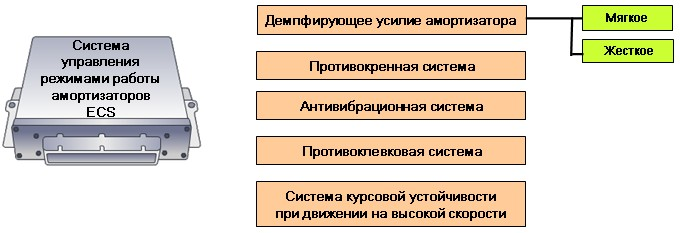 Система
управления
режимами работы
амортизаторов
ECS
Демпфирующее усилие амортизатора
Мягкое
Жесткое
Противокренная система
Антивибрационная система
Противоклевковая система
Система курсовой устойчивости
при движении на высокой скорости